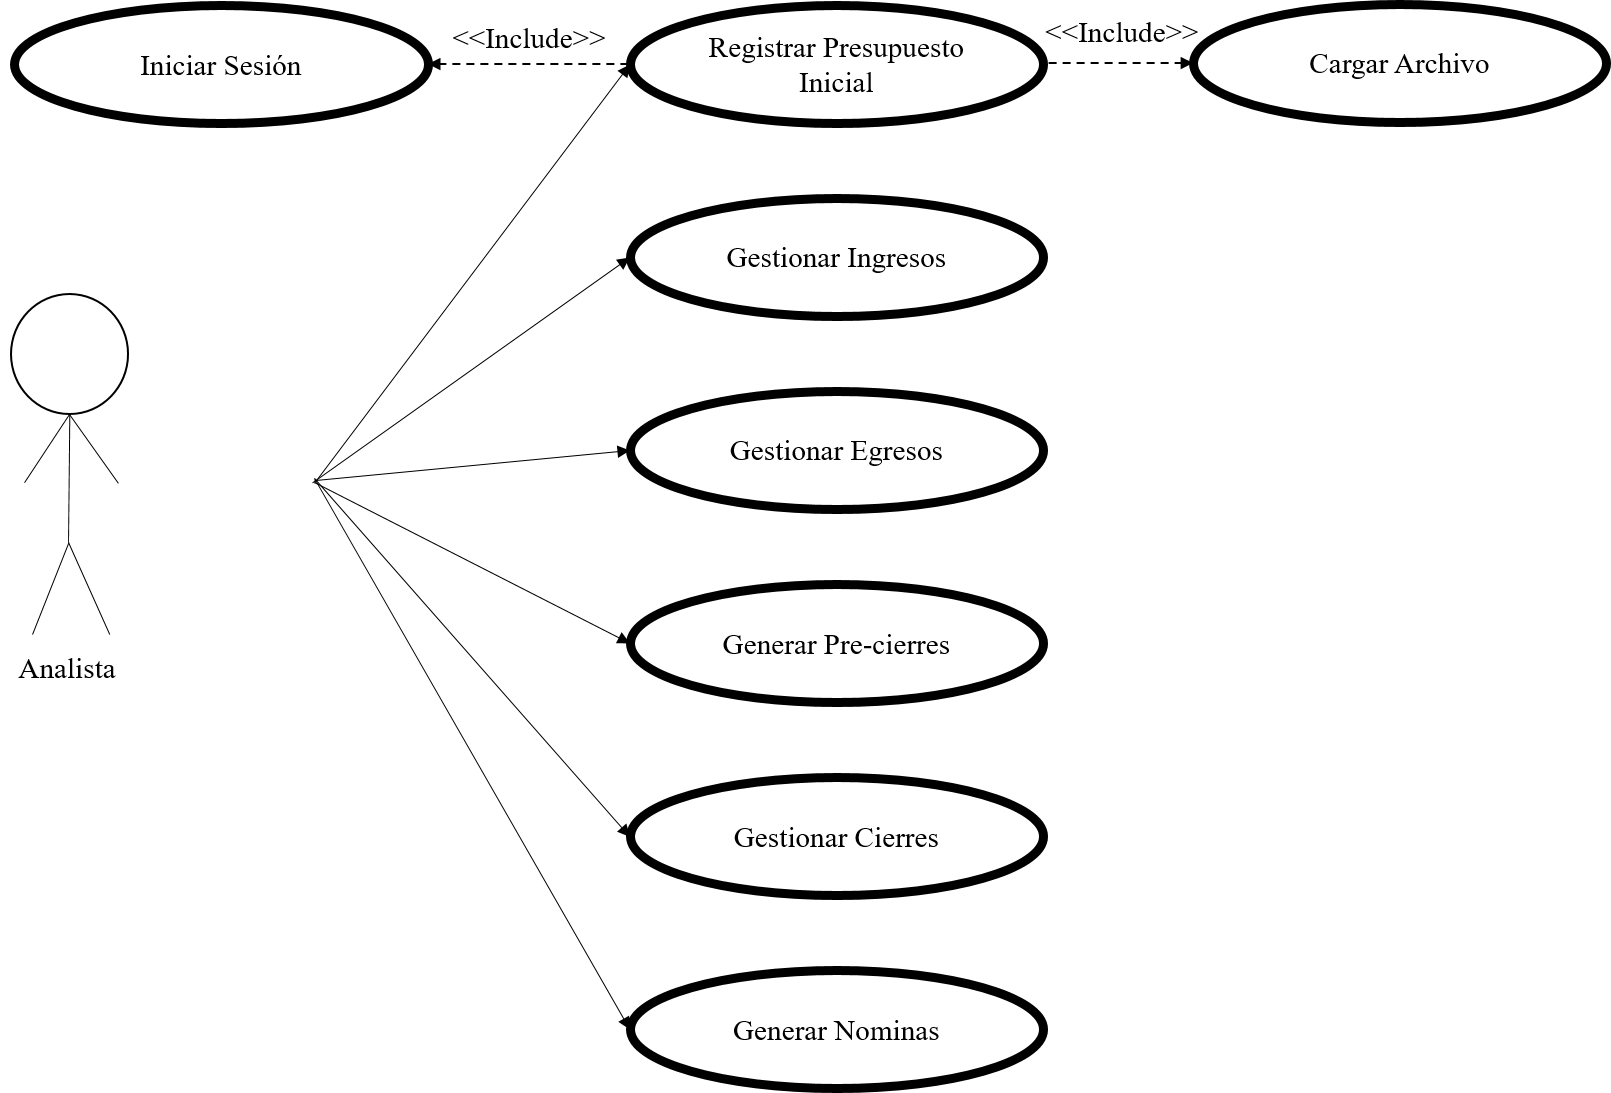 Iniciar Sesión
<<Include>>
Registrar Presupuesto
Inicial
<<Include>>
Cargar Archivo
Gestionar Ingresos
Gestionar Egresos
Generar Pre-cierres
Analista
Gestionar Cierres
Generar Nominas